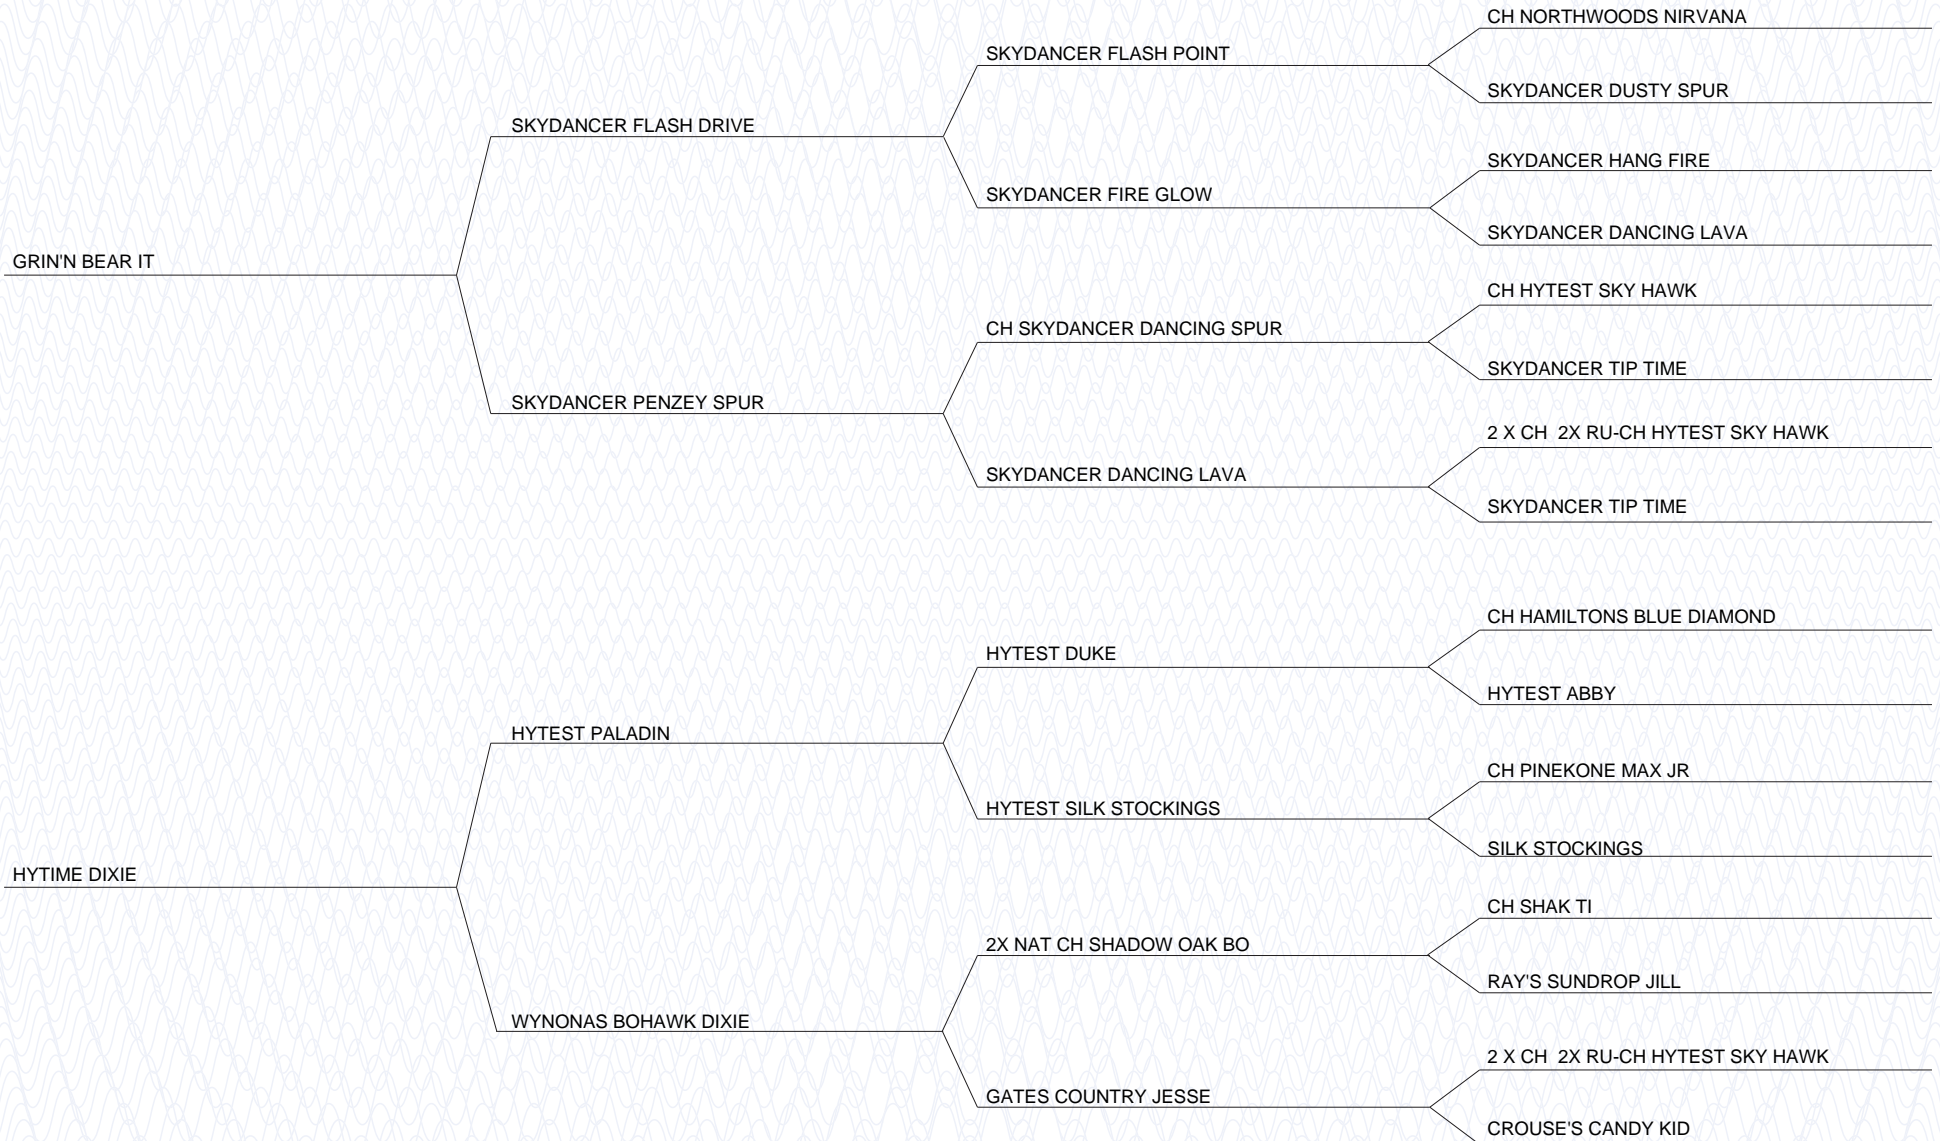 CH NORTHWOODS NIRVANA
SKYDANCER FLASH POINT
SKYDANCER DUSTY SPUR
SKYDANCER FLASH DRIVE
SKYDANCER HANG FIRE
SKYDANCER FIRE GLOW
SKYDANCER DANCING LAVA
GRIN'N BEAR IT
CH HYTEST SKY HAWK
CH SKYDANCER DANCING SPUR
SKYDANCER TIP TIME
SKYDANCER PENZEY SPUR
2 X CH  2X RU-CH HYTEST SKY HAWK
SKYDANCER DANCING LAVA
SKYDANCER TIP TIME
CH HAMILTONS BLUE DIAMOND
HYTEST DUKE
HYTEST ABBY
HYTEST PALADIN
CH PINEKONE MAX JR
HYTEST SILK STOCKINGS
SILK STOCKINGS
HYTIME DIXIE
CH SHAK TI
2X NAT CH SHADOW OAK BO
RAY'S SUNDROP JILL
WYNONAS BOHAWK DIXIE
2 X CH  2X RU-CH HYTEST SKY HAWK
GATES COUNTRY JESSE
CROUSE'S CANDY KID